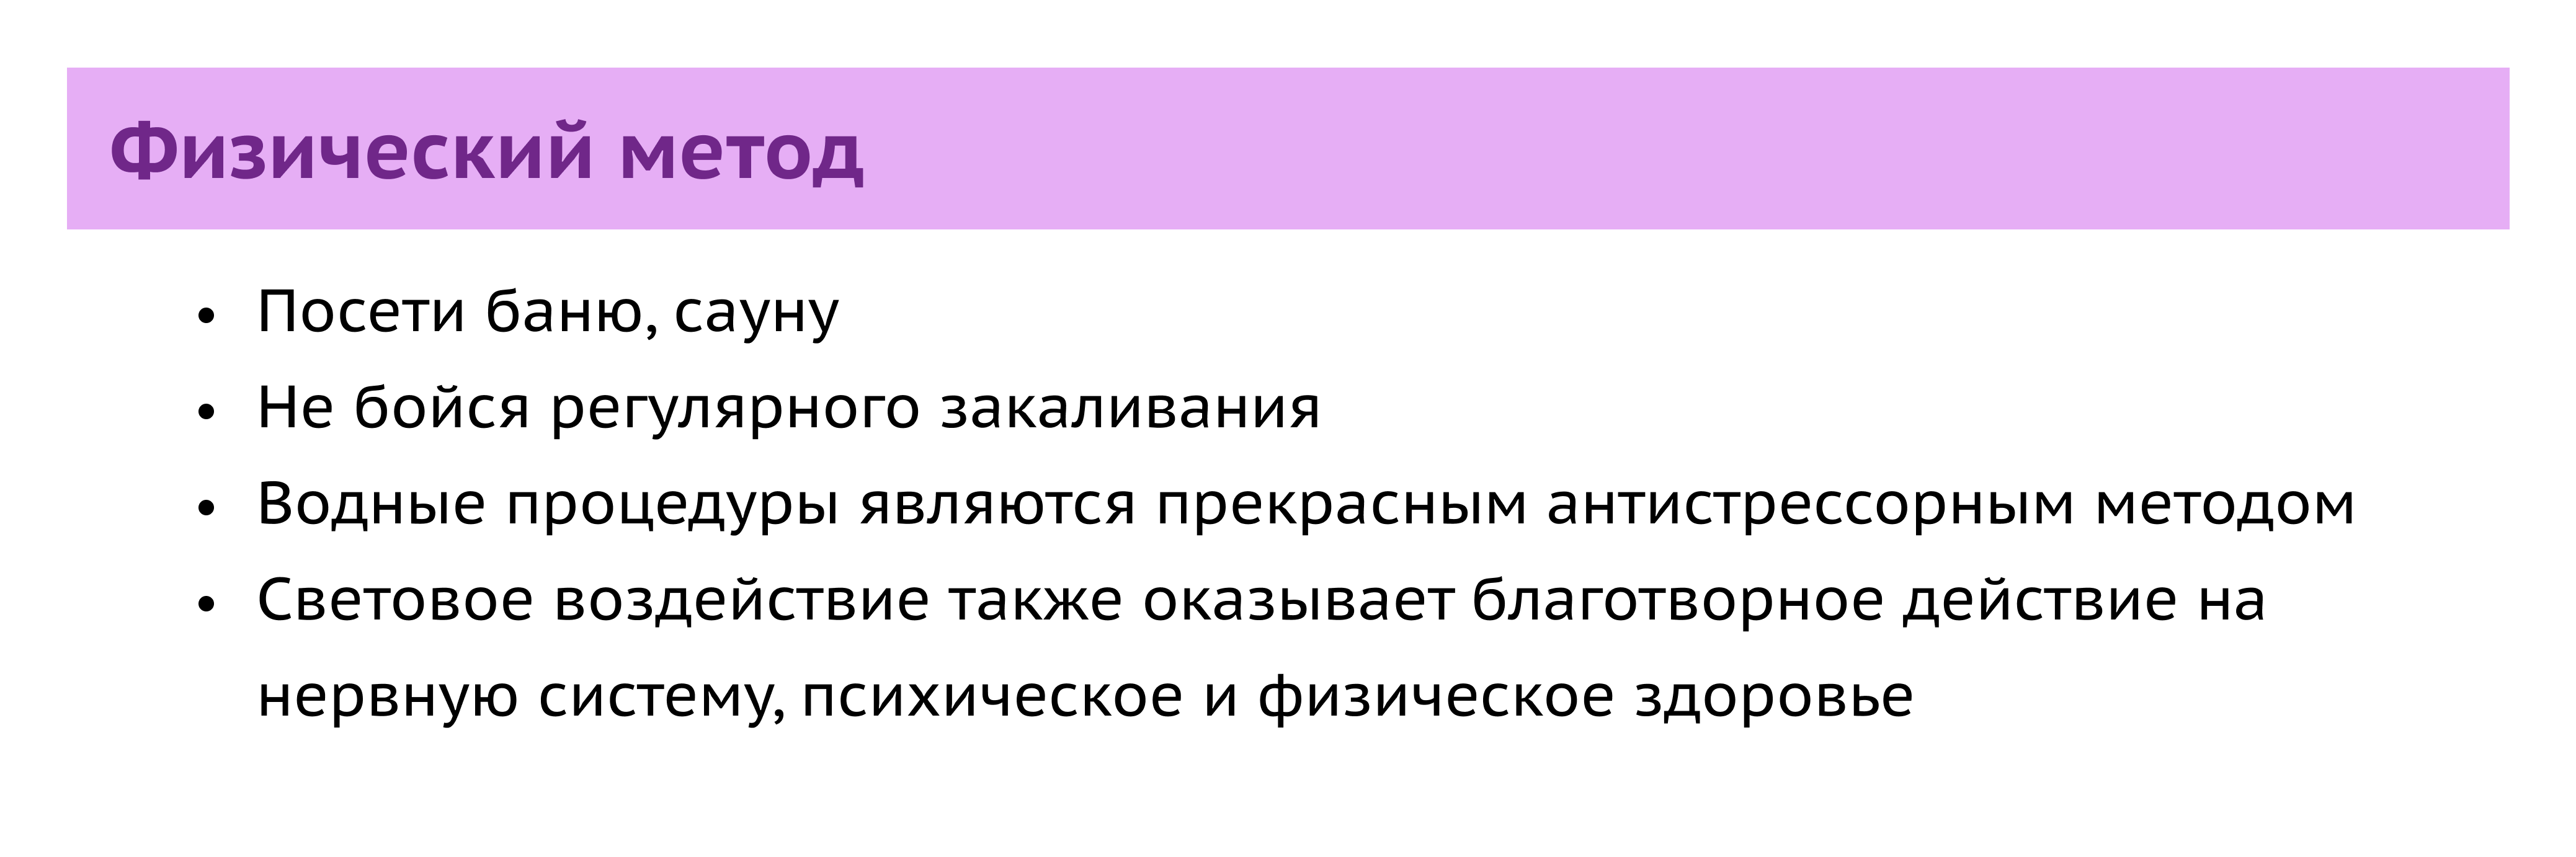 Физический метод
• Посети баню, сауну
• Не бойся регулярного закаливания
• Водные процедуры являются прекрасным антистрессорным методом
• Световое воздействие также оказывает благотворное действие на
нервную систему, психическое и физическое здоровье